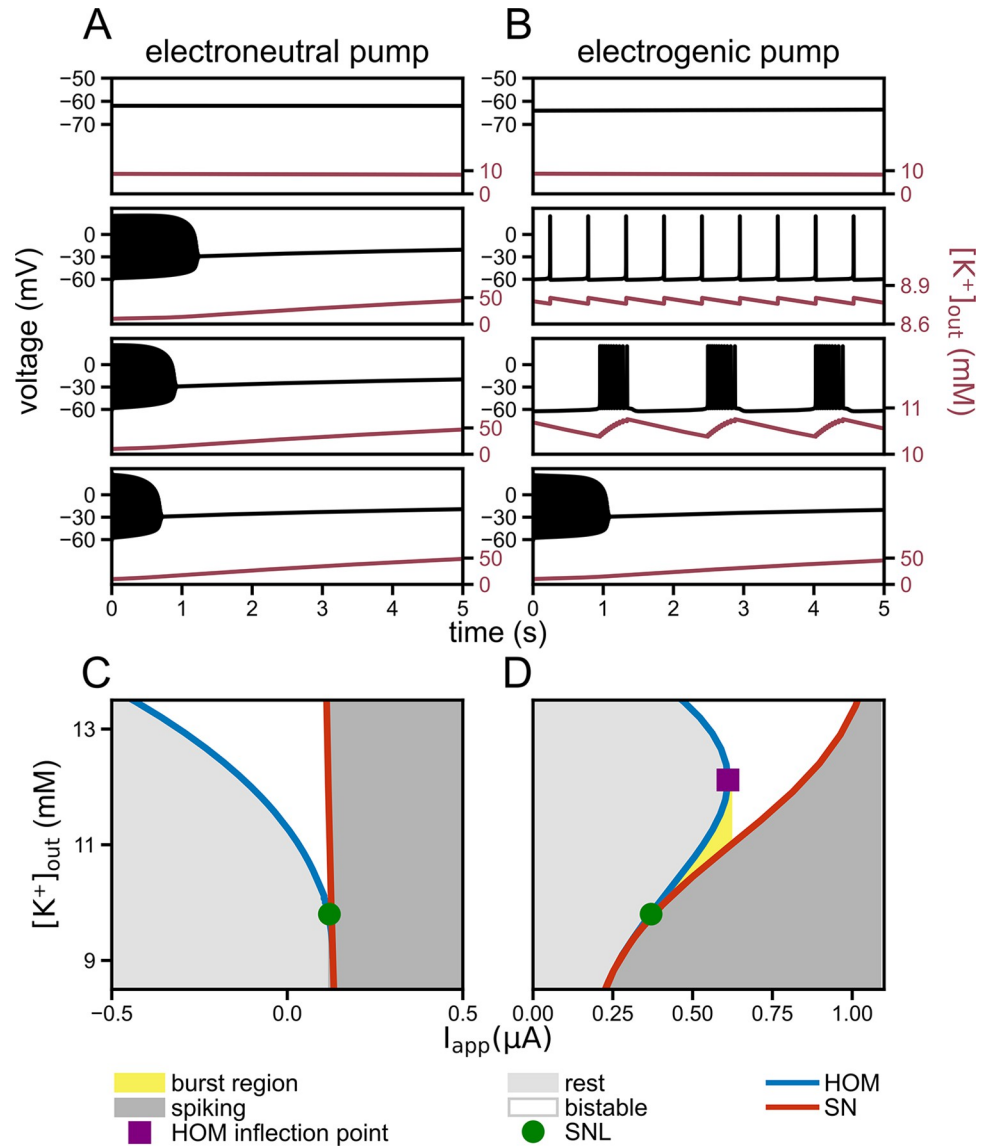 A
B
electroneutral pump
electrogenic pump
−50
−60
−70
10
0
10
0
0
−30
−60
50
0
0
−30
−60
8.9
8.6
0
−30
−60
50
0
0
−30
−60
11
10
0
−30
−60
50
0
0
−30
−60
50
0
0 1 2 3 4 5
0 1 2 3 4 5
voltage (mV)
[K+]out (mM)
time (s)
C
D
[K+]out (mM)
13
11
9
−0.5 0.0 0.5
0.00 0.25 0.50 0.75 1.00
Iapp(µA)
burst region
rest
HOM
spiking
bistable
SN
HOM inflection point
SNL